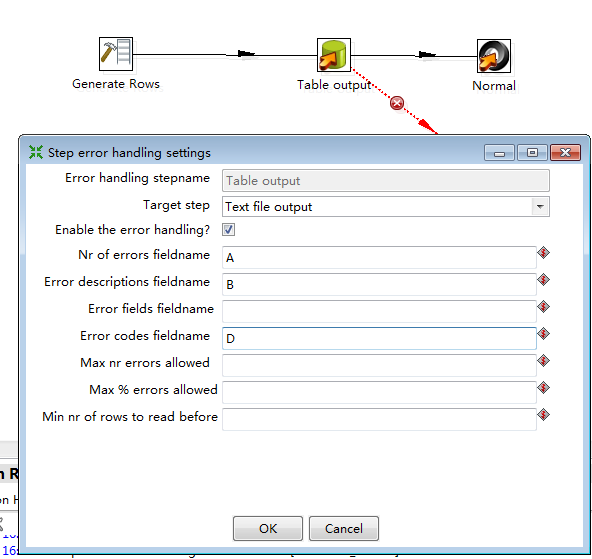 Generate Rows
Table output
Normal
Step error handling settings
Error handling stepname
Table output
Target step
Text file output
Enable the error handling?
Nr of errors fieldname
A
Error descriptions fieldname
B
Error fields fieldname
Error codes fieldname
D
Max nr errors allowed
Max % errors allowed
Min nr of rows to read before
OK
Cancel